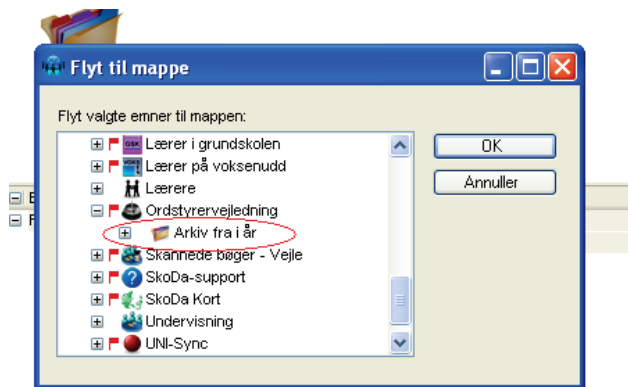 Flyt til mappe
Flyt valgte emner til mappen:
GSK Lærer i grundskolen
Lærer på voksenudd
Lærere
Ordstyrervejledning
Arkiv fra i år
Skannede bøger - Vejle
SkoDa-support
SkoDa Kort
Undervisning
UNI-Sync
OK
Annuller